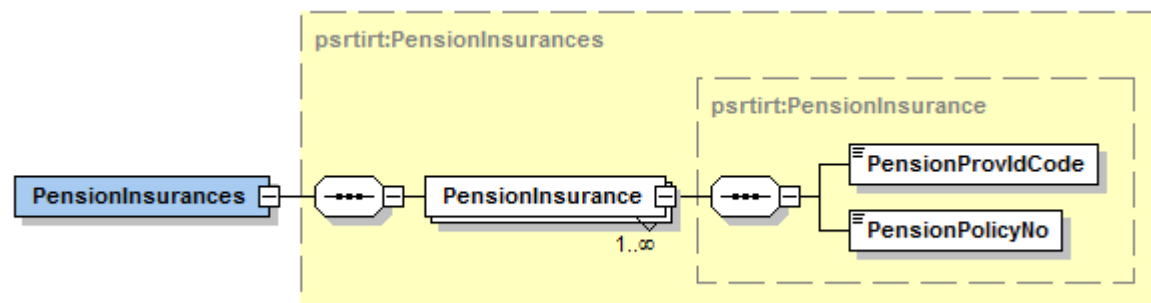 psrtirt:PensionInsurances
psrtirt:PensionInsurance
PensionInsurances
PensionInsurance
1..∞
PensionProvIdCode
PensionPolicyNo